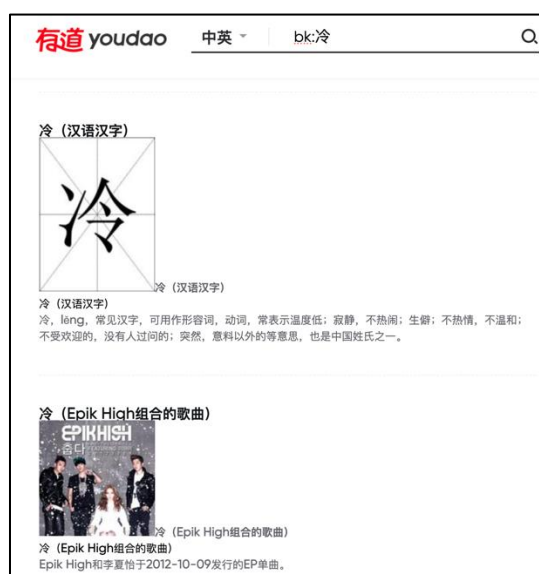 有道 youdao 中英 bk:冷
冷（汉语汉字）
冷
冷（汉语汉字）
冷（汉语汉字）
冷，lěng，常见汉字，可用作形容词，动词，常表示温度低；寂静，不热闹；生僻；不热情，不温和；
不受欢迎的，没有人过问的；突然，意料以外的等意思，也是中国姓氏之一。
冷（Epik High组合的歌曲）
EPIKHIGH
춥다
冷（Epik High组合的歌曲）
冷（Epik High组合的歌曲）
Epik High和李夏怡于2012-10-09发行的EP单曲。